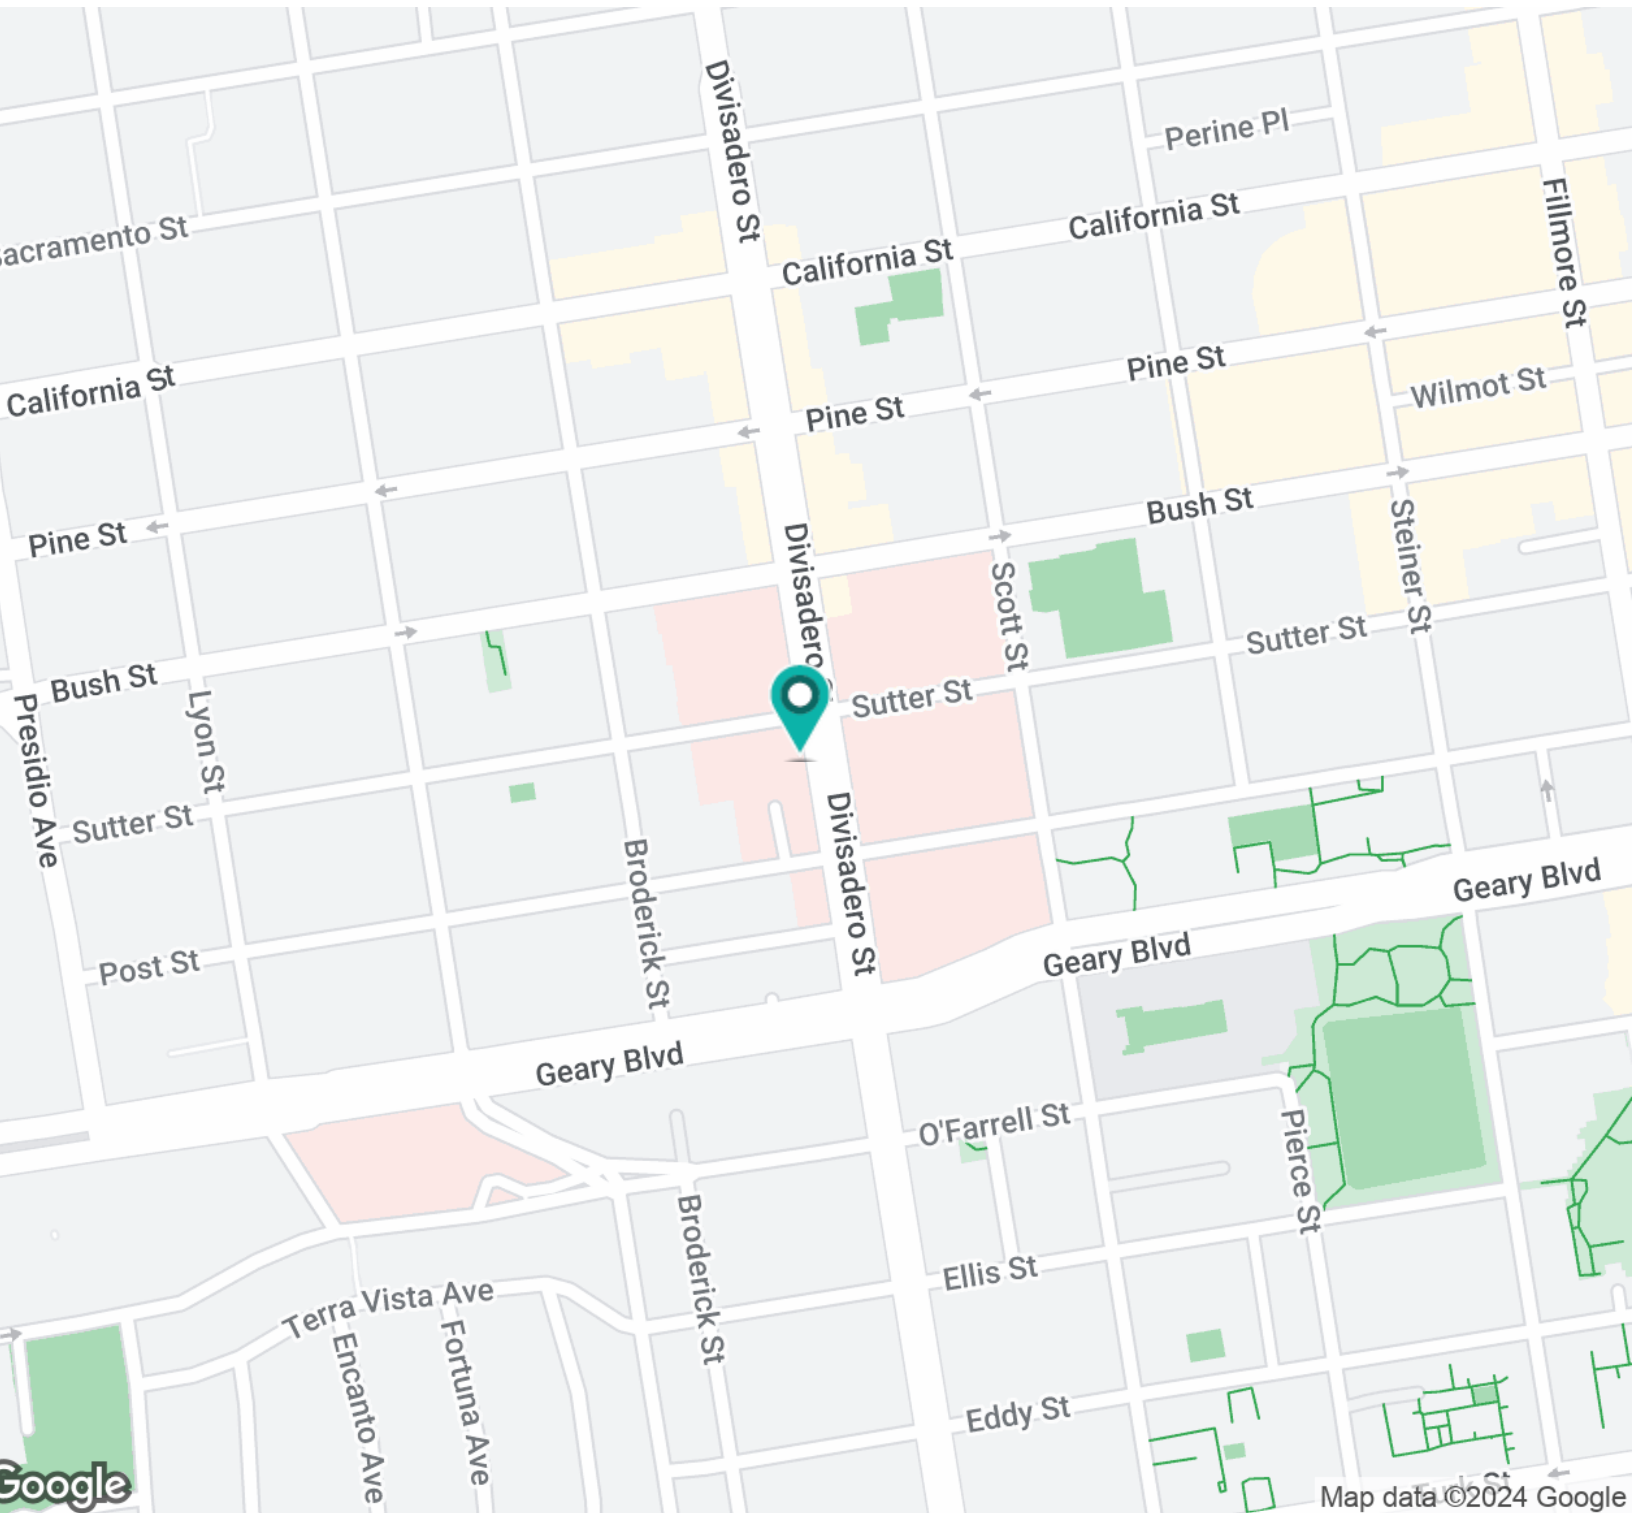 Divisadero St
Perine Pl
Fillmore St
California St
Sacramento St
California St
California St
Pine St
Wilmot St
Pine St
Bush St
Pine St
Steiner St
Divisadero
Scott St
Sutter St
Bush St
Sutter St
Lyon St
Presidio Ave
Sutter St
Divisadero St
Broderick St
Geary Blvd
Geary Blvd
Post St
Geary Blvd
O'Farrell St
Pierce St
Broderick St
Ellis St
Terra Vista Ave
Encanto Ave
Fortuna Ave
Eddy St
Turk St
Google
Map data ©2024 Google